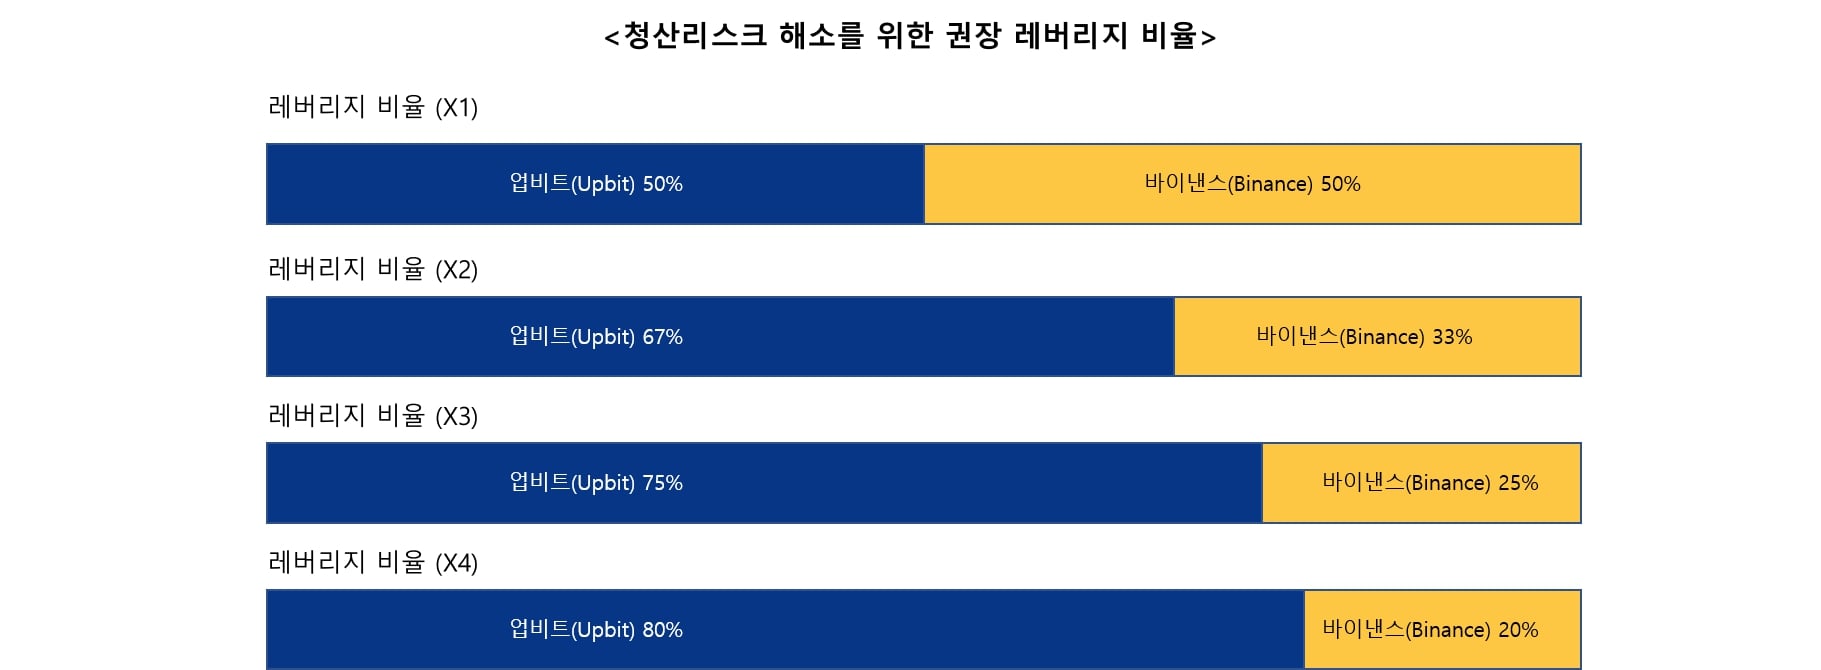 <청산리스크 해소를 위한 권장 레버리지 비율>
레버리지 비율 (X1)
업비트(Upbit) 50% 바이낸스(Binance) 50%
레버리지 비율 (X2)
업비트(Upbit) 67% 바이낸스(Binance) 33%
레버리지 비율 (X3)
업비트(Upbit) 75% 바이낸스(Binance) 25%
레버리지 비율 (X4)
업비트(Upbit) 80% 바이낸스(Binance) 20%